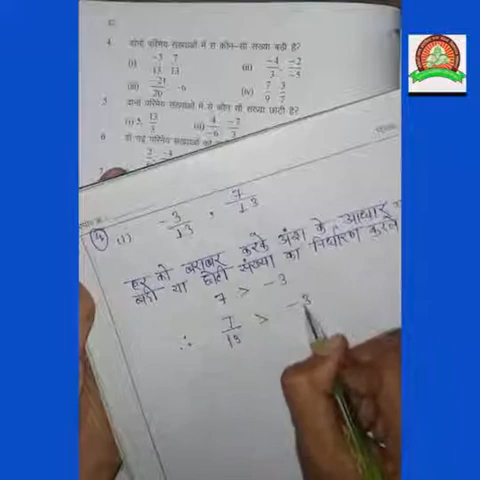 4. दोनों परिमेय संख्याओं में से कौन-सी संख्या बड़ी है?
(i) -3/13, 7/13 (ii) -4/3, -2/-5
(iii) -21/20, -6 (iv) 7/9, 3/7
5. दोनों परिमेय संख्याओं में से कौन सी संख्या छोटी है?
(i) 5, 13/3 (ii) 4/-6, -7/3
6
7.
④ (i) -3/13 , 7/13
हर को बराबर करके अंश के आधार
बड़ी या छोटी संख्या का निर्धारण करते
7 > -3
∴ 7/13 > -3